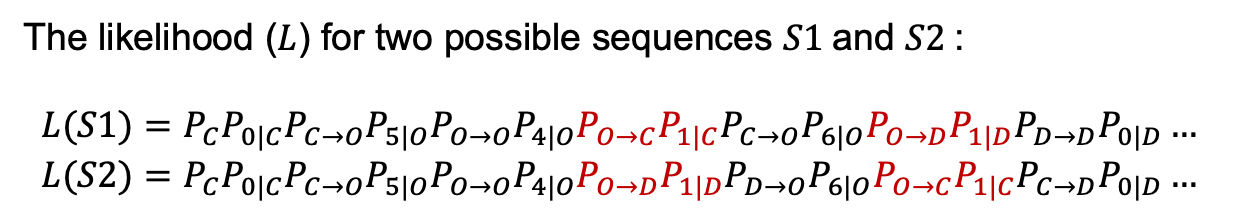 The likelihood (L) for two possible sequences S1 and S2 :
L(S1) = P_C P_{0|C} P_{C→O} P_{5|O} P_{O→O} P_{4|O} P_{O→C} P_{1|C} P_{C→O} P_{6|O} P_{O→D} P_{1|D} P_{D→D} P_{0|D} ...
L(S2) = P_C P_{0|C} P_{C→O} P_{5|O} P_{O→O} P_{4|O} P_{O→D} P_{1|D} P_{D→O} P_{6|O} P_{O→C} P_{1|C} P_{C→D} P_{0|D} ...